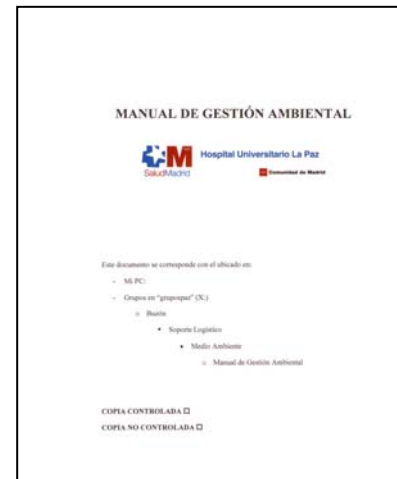 MANUAL DE GESTIÓN AMBIENTAL
M
SaludMadrid
Hospital Universitario La Paz
Comunidad de Madrid
Este documento se corresponde con el ubicado en:
- Mi PC:
- Grupos en "grupospaz" (X:)
o Buzón
▪ Soporte Logístico
• Medio Ambiente
o Manual de Gestión Ambiental
COPIA CONTROLADA ☐
COPIA NO CONTROLADA ☐